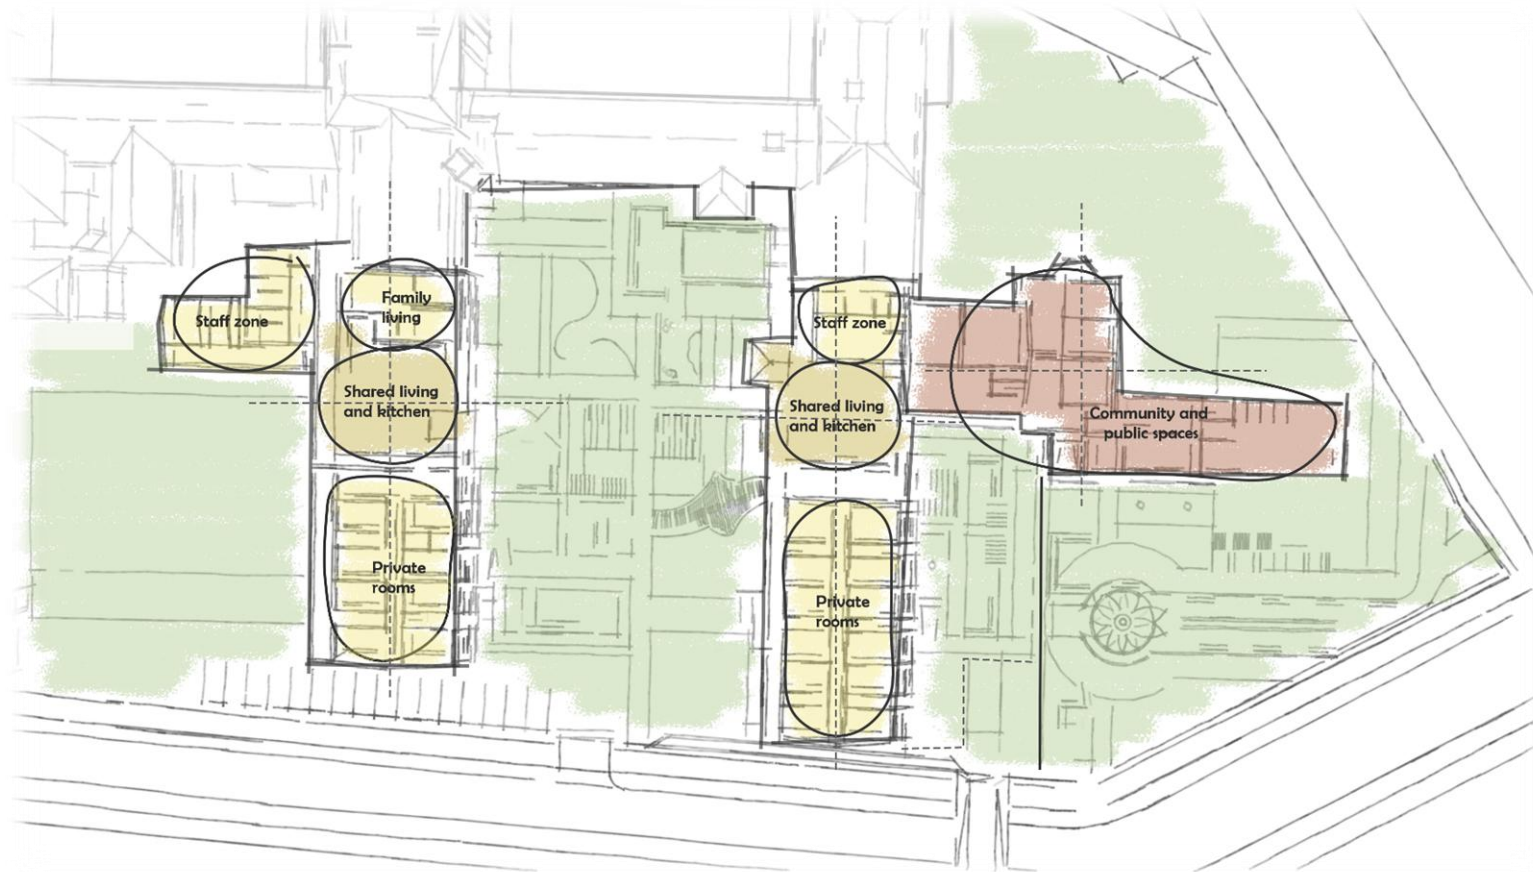 Staff zone
Family
living
Shared living
and kitchen
Private
rooms
Staff zone
Shared living
and kitchen
Private
rooms
Community and
public spaces